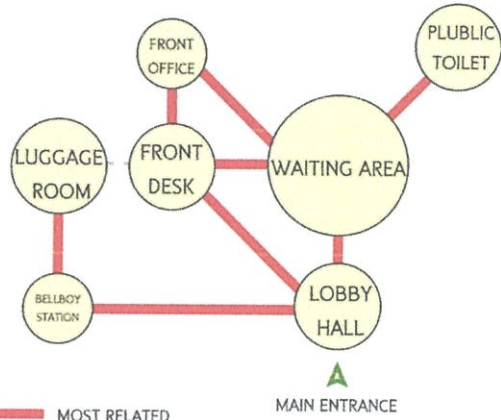 FRONT
OFFICE
PLUBLIC
TOILET
LUGGAGE
ROOM
FRONT
DESK
WAITING AREA
BELLBOY
STATION
LOBBY
HALL
MAIN ENTRANCE
MOST RELATED